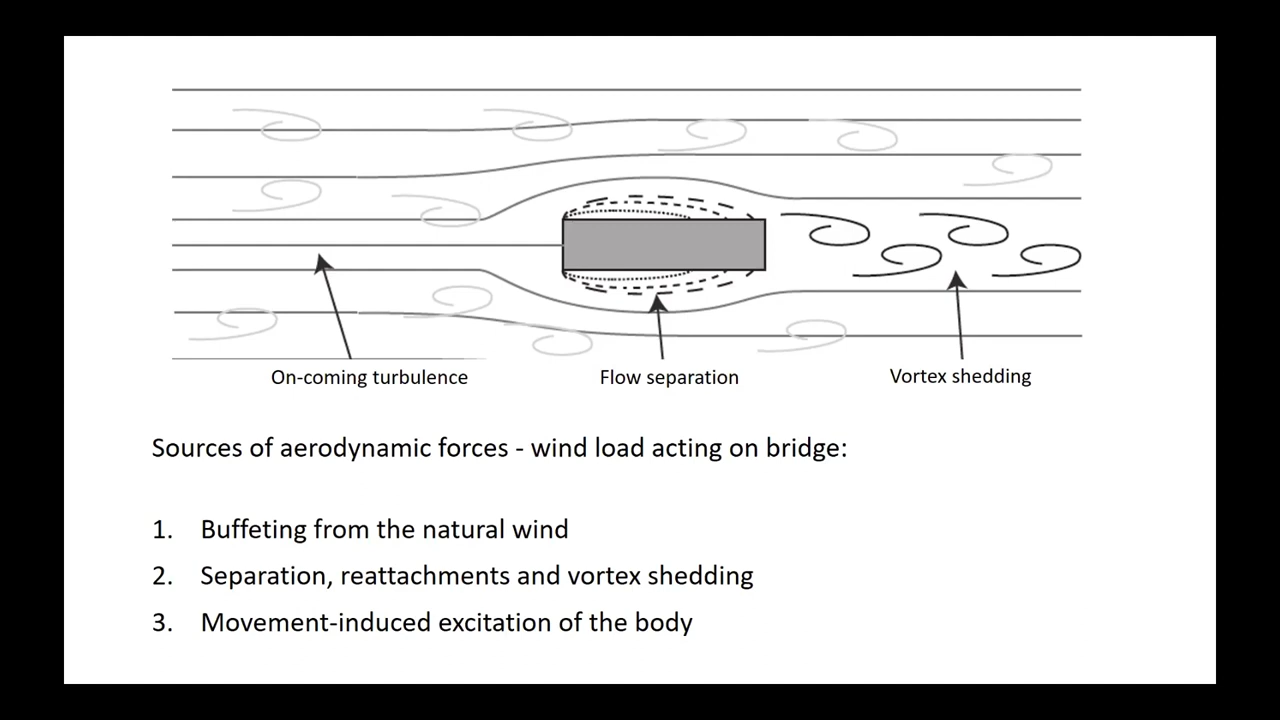 On-coming turbulence
Flow separation
Vortex shedding
Sources of aerodynamic forces - wind load acting on bridge:
1. Buffeting from the natural wind
2. Separation, reattachments and vortex shedding
3. Movement-induced excitation of the body